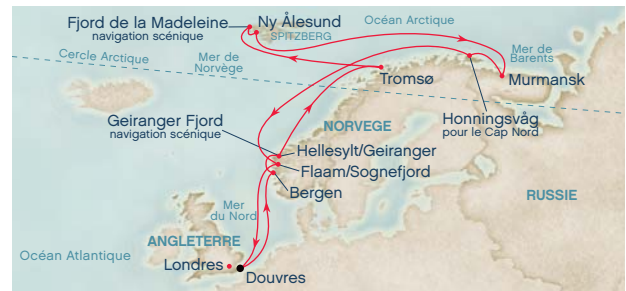 Fjord de la Madeleine
navigation scénique
Ny Ålesund
SPITZBERG
Océan Arctique
Cercle Arctique
Mer de
Norvège
Mer de
Barents
Tromsø
Murmansk
Geiranger Fjord
navigation scénique
NORVEGE
Honningsvåg
pour le Cap Nord
Hellesylt/Geiranger
Flaam/Sognefjord
Bergen
RUSSIE
Mer
du Nord
ANGLETERRE
Océan Atlantique
Londres
Douvres